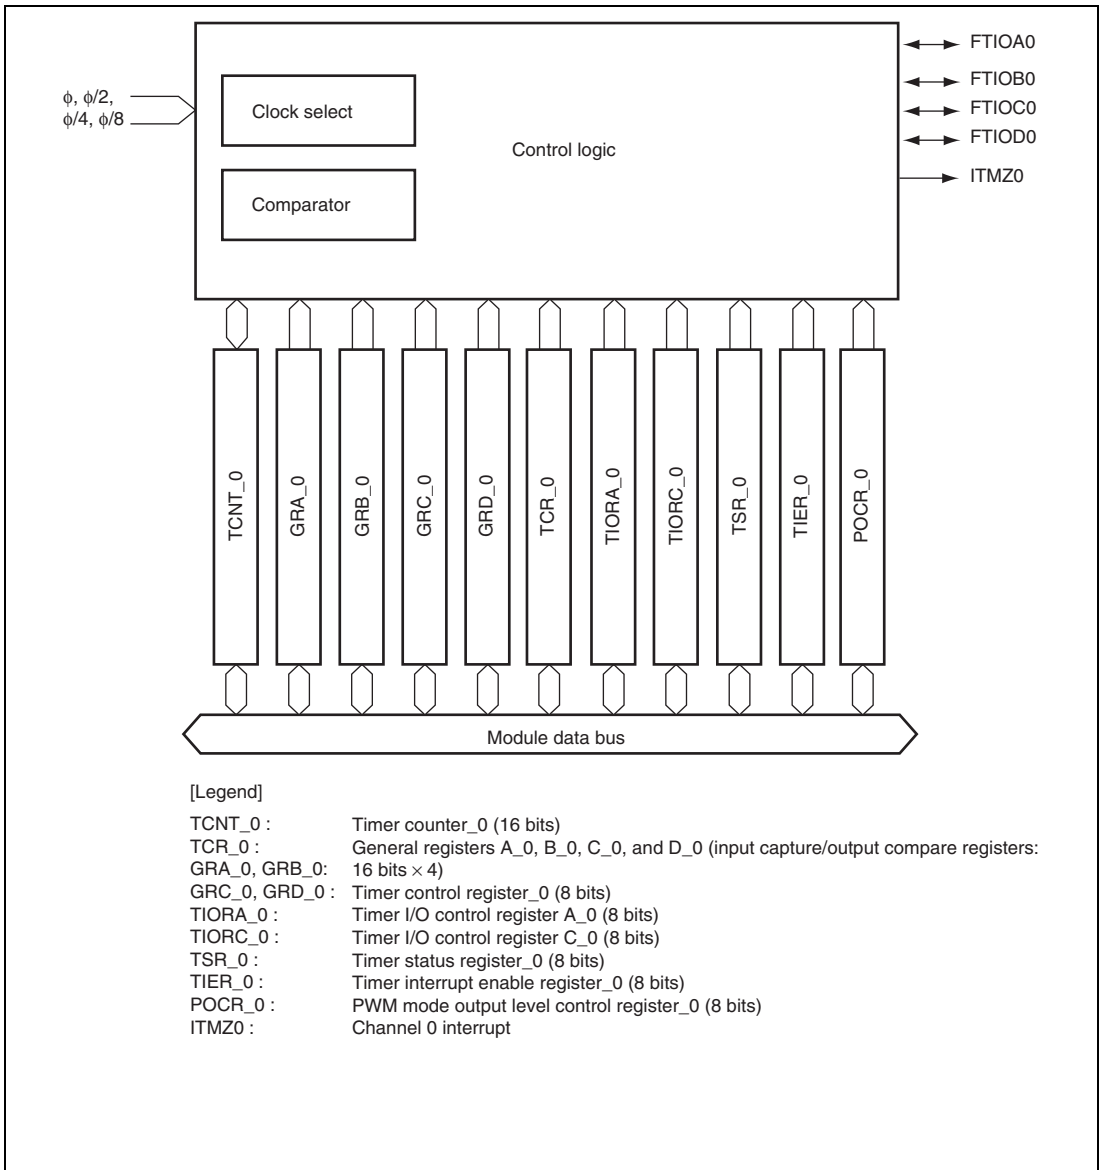 φ, φ/2,
φ/4, φ/8
Clock select
Comparator
Control logic
FTIOA0
FTIOB0
FTIOC0
FTIOD0
ITMZ0
TCNT_0
GRA_0
GRB_0
GRC_0
GRD_0
TCR_0
TIORA_0
TIORC_0
TSR_0
TIER_0
POCR_0
Module data bus
[Legend]
TCNT_0 : Timer counter_0 (16 bits)
TCR_0 : General registers A_0, B_0, C_0, and D_0 (input capture/output compare registers:
GRA_0, GRB_0: 16 bits × 4)
GRC_0, GRD_0 : Timer control register_0 (8 bits)
TIORA_0 : Timer I/O control register A_0 (8 bits)
TIORC_0 : Timer I/O control register C_0 (8 bits)
TSR_0 : Timer status register_0 (8 bits)
TIER_0 : Timer interrupt enable register_0 (8 bits)
POCR_0 : PWM mode output level control register_0 (8 bits)
ITMZ0 : Channel 0 interrupt